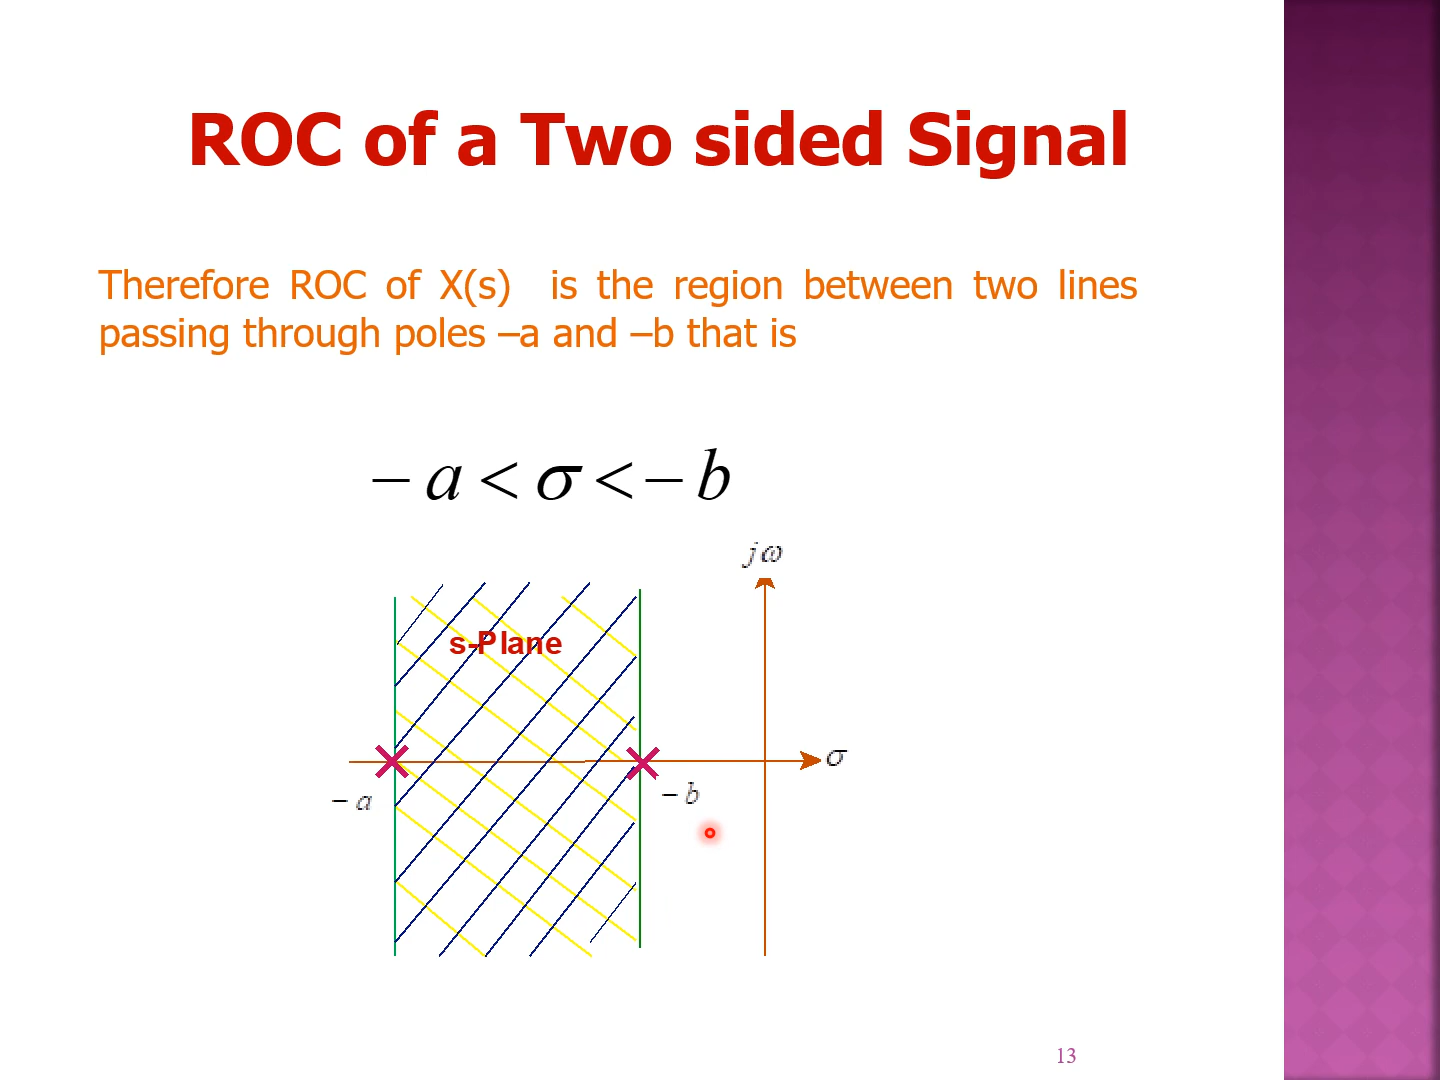 ROC of a Two sided Signal
Therefore ROC of X(s) is the region between two lines
passing through poles –a and –b that is
− a < σ < − b
jω
s-Plane
σ
− a
− b
13